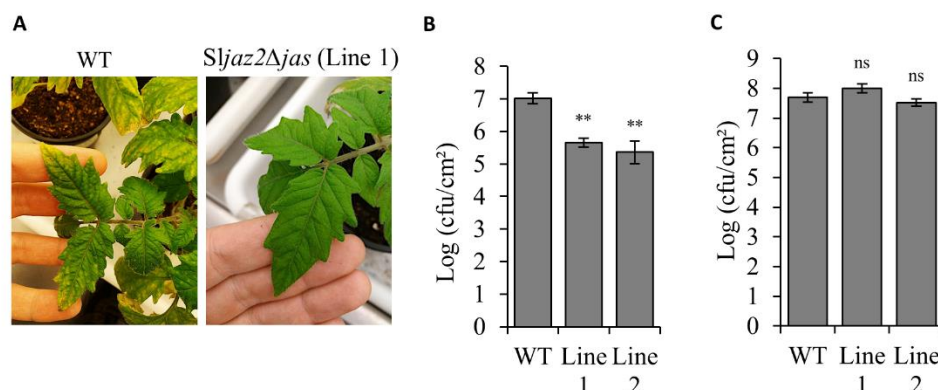 A
WT
Sljaz2Δjas (Line 1)
B
Log (cfu/cm²)
8
7
6
5
4
3
2
1
0
**
**
WT
Line 1
Line 2
C
Log (cfu/cm²)
9
8
7
6
5
4
3
2
1
0
ns
ns
WT
Line 1
Line 2